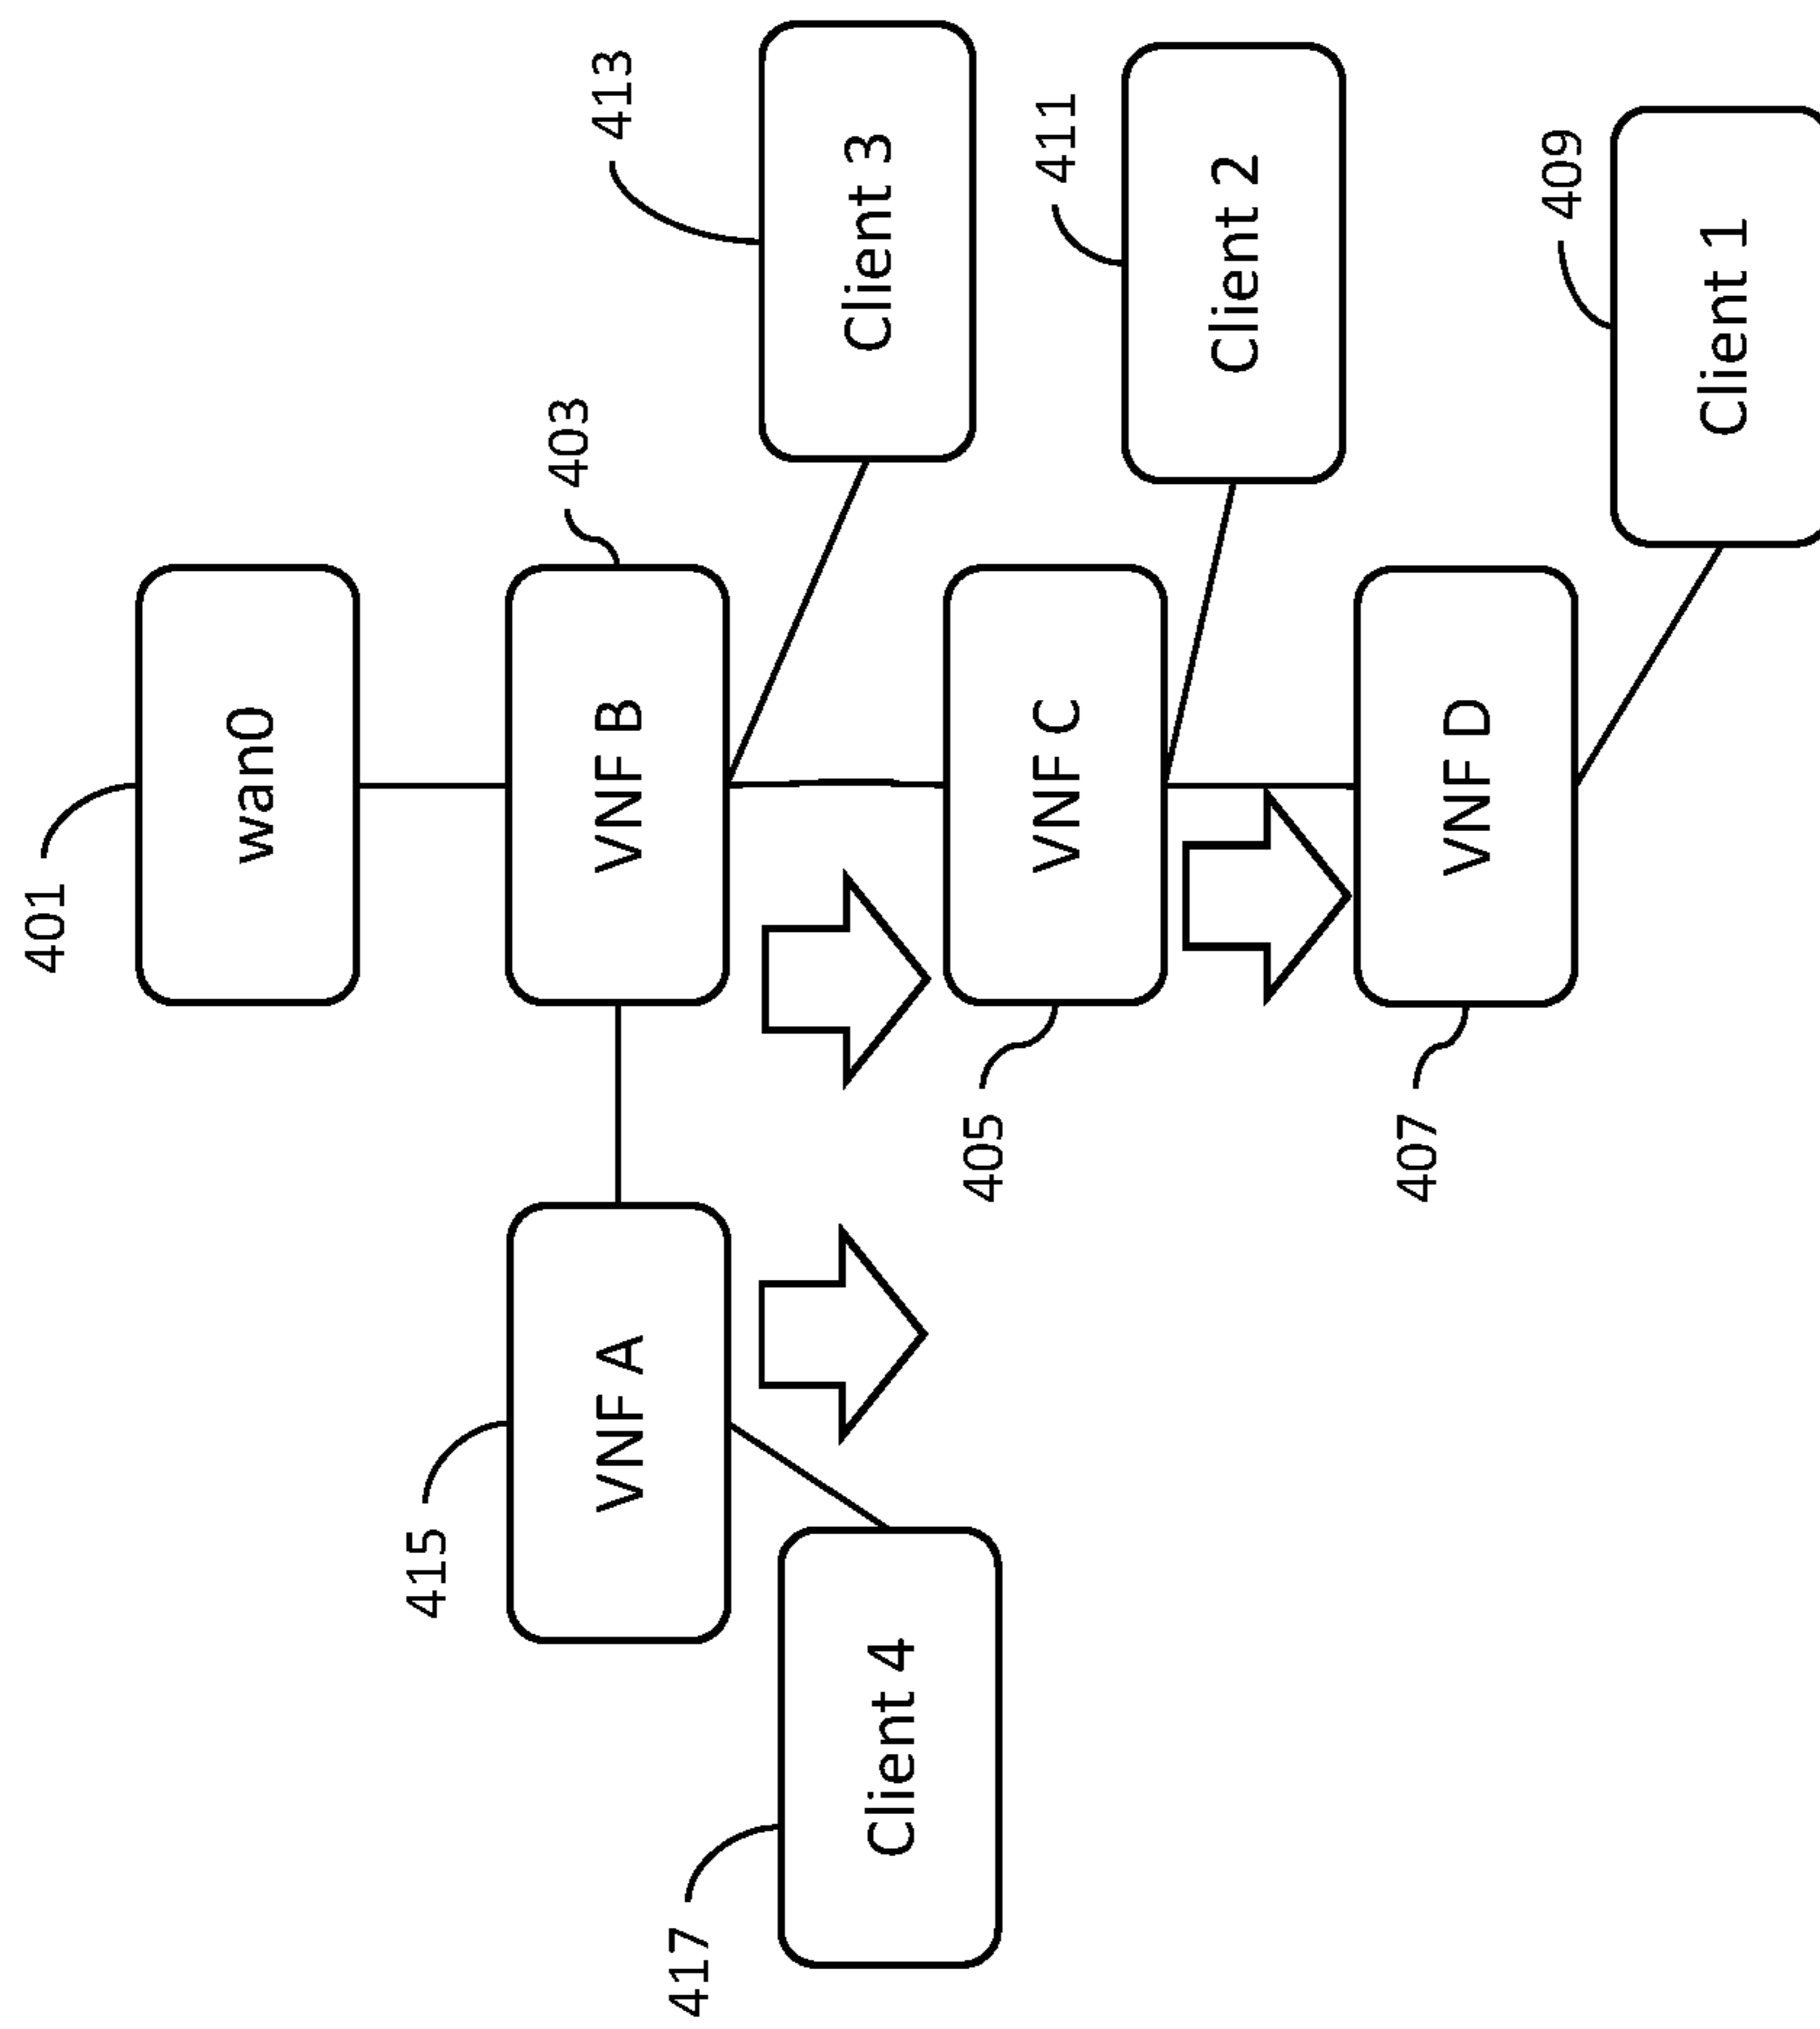 401
wan0
415
VNF A
VNF B
403
413
Client 3
417
Client 4
405
VNF C
411
Client 2
407
VNF D
409
Client 1